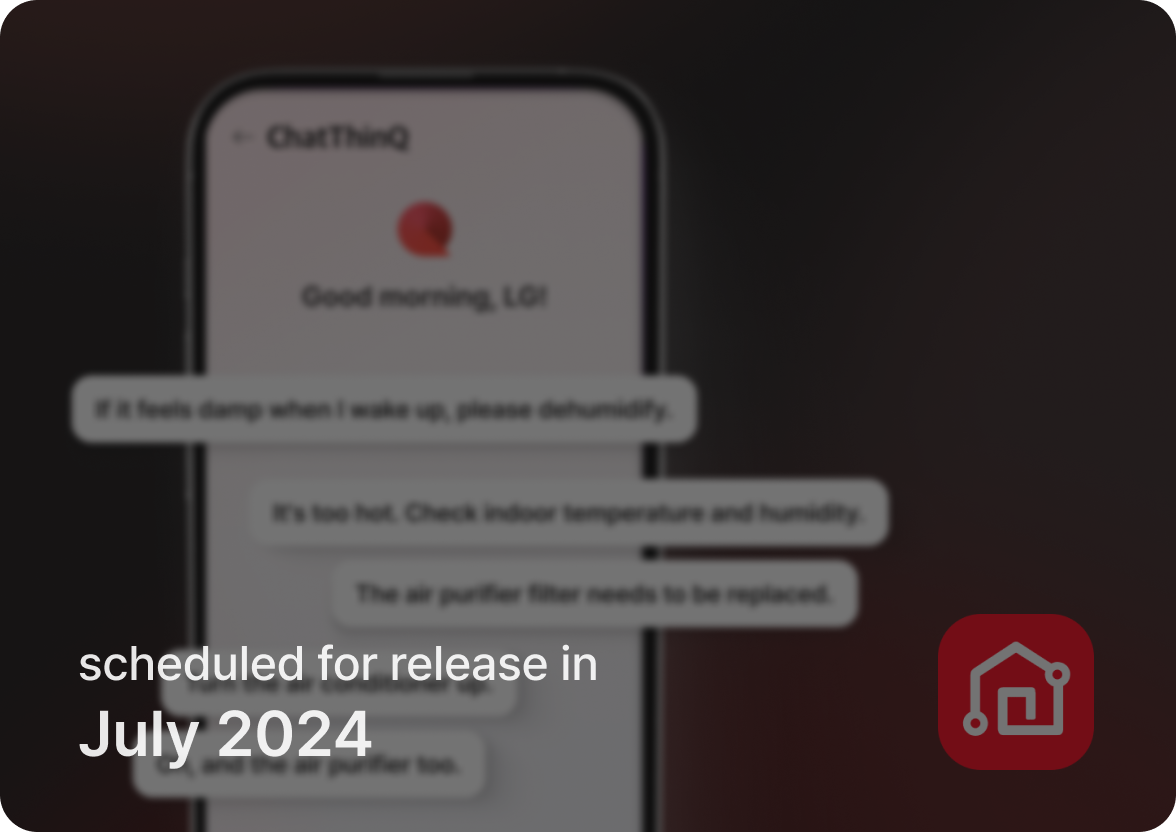 ChatThinQ
Good morning, LG!
If it feels damp when I wake up, please dehumidify.
It's too hot. Check indoor temperature and humidity.
The air purifier filter needs to be replaced.
scheduled for release in
Turn the air conditioner up.
July 2024
and the air purifier too.